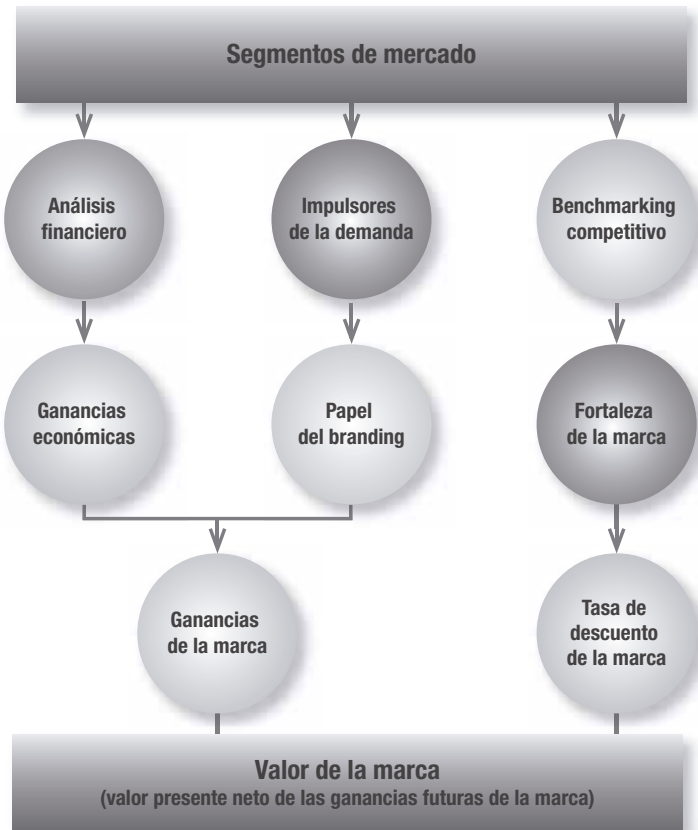 Segmentos de mercado
Análisis
financiero
Impulsores
de la demanda
Benchmarking
competitivo
Ganancias
económicas
Papel
del branding
Fortaleza
de la marca
Ganancias
de la marca
Tasa de
descuento
de la marca
Valor de la marca
(valor presente neto de las ganancias futuras de la marca)